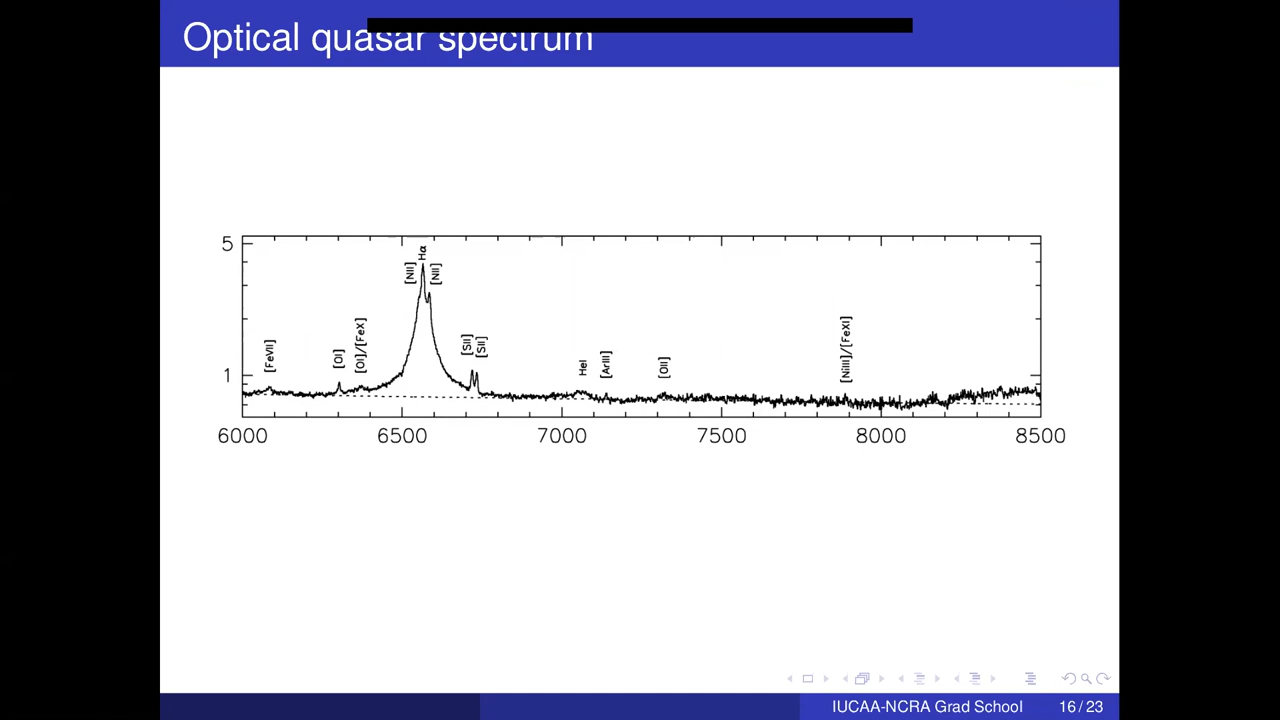 Optical quasar spectrum
5
1
[FeVII]
[OI]
[OI]/[FeX]
[NII]
Hα
[NII]
[SII]
[SII]
HeI
[ArIII]
[OII]
[NiIII]/[FeXI]
6000 6500 7000 7500 8000 8500
IUCAA-NCRA Grad School 16 / 23